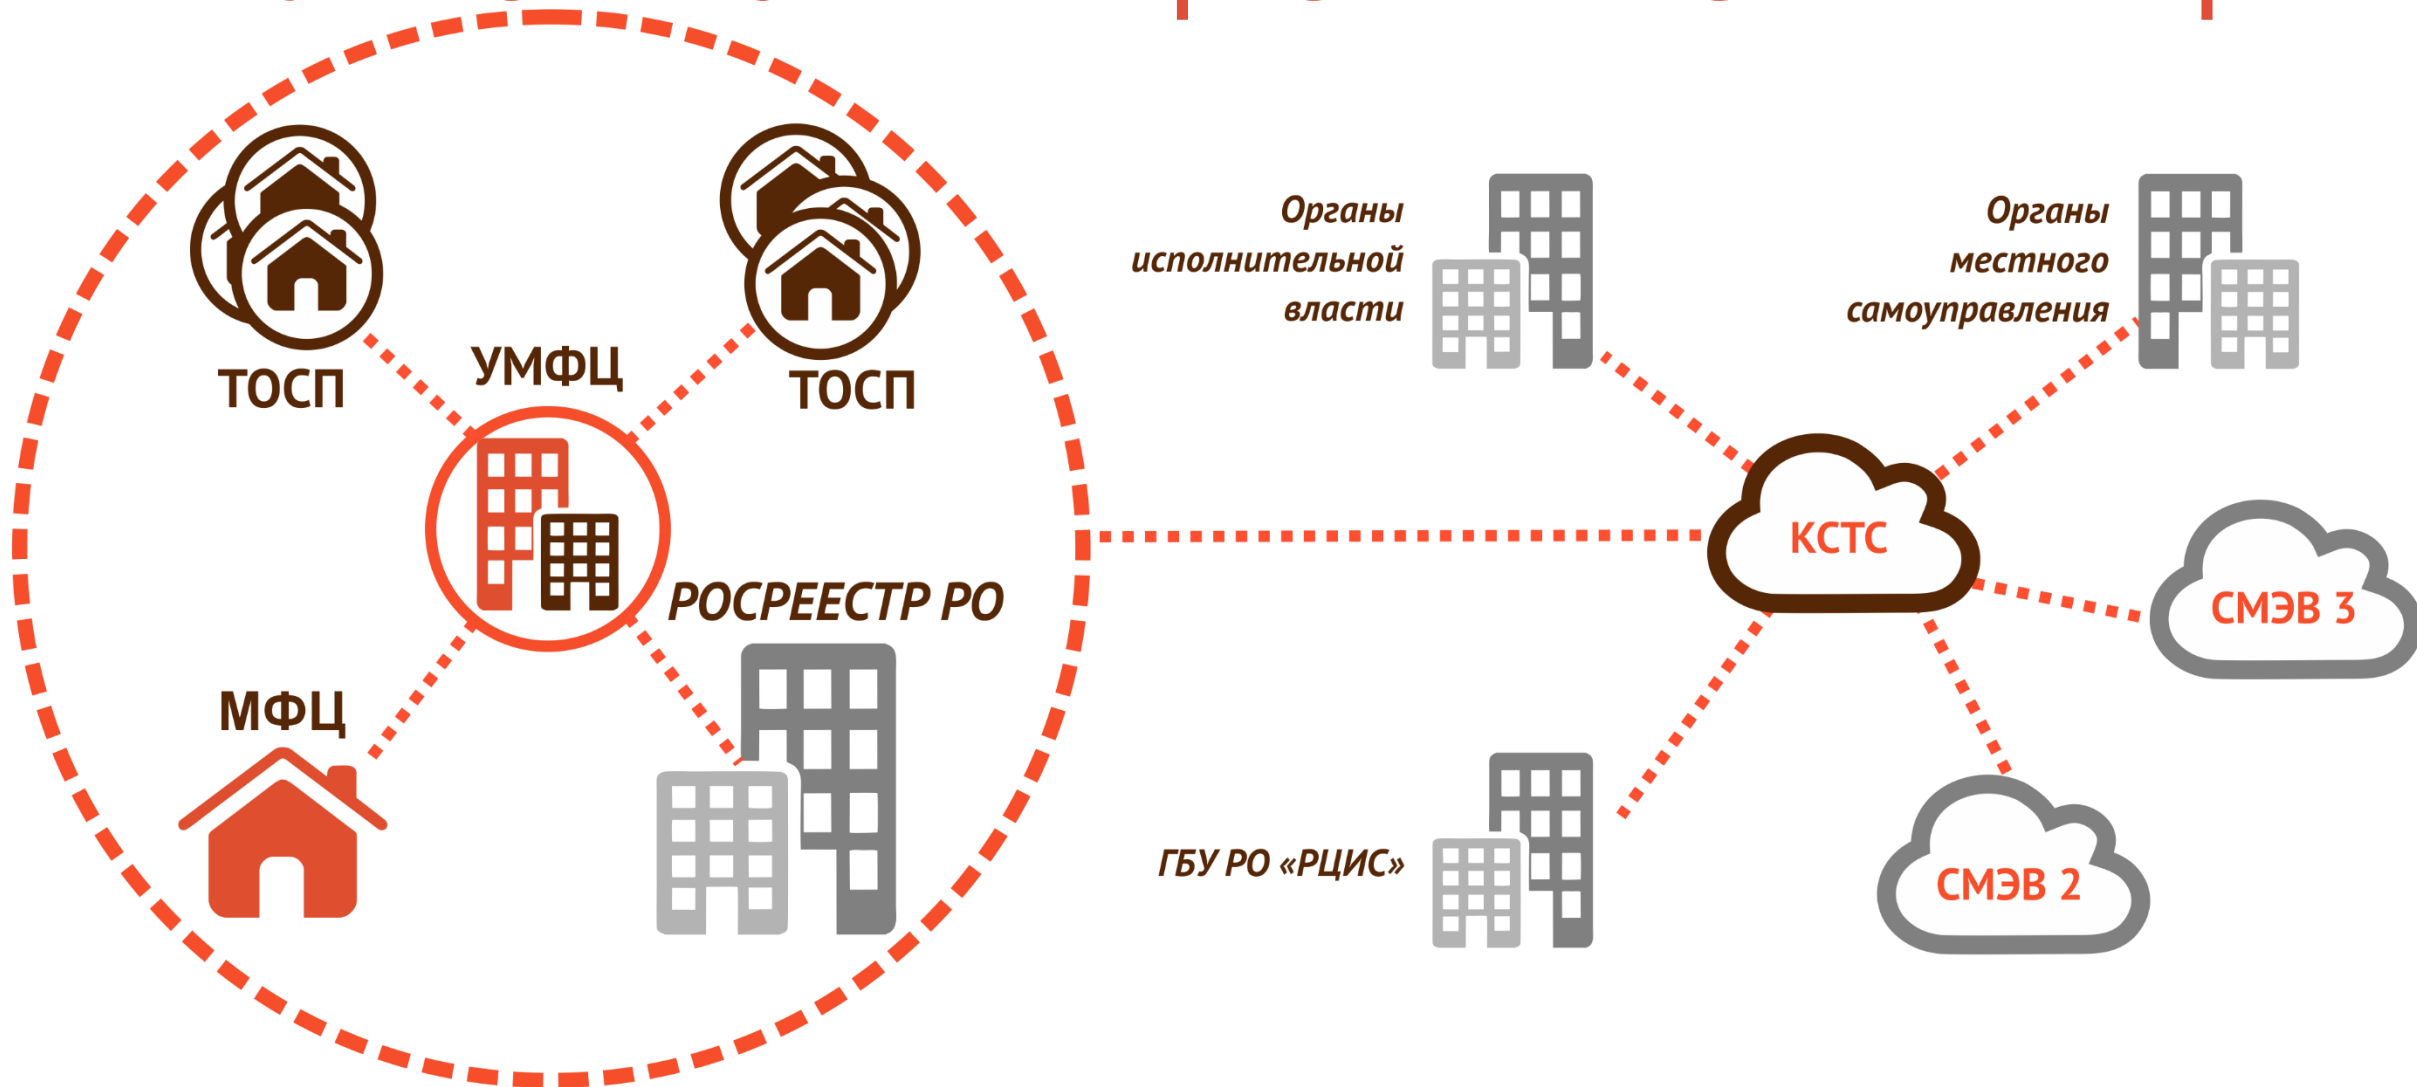 ТОСП
УМФЦ
ТОСП
РОСРЕЕСТР РО
МФЦ
Органы
исполнительной
власти
Органы
местного
самоуправления
КСТС
СМЭВ 3
ГБУ РО «РЦИС»
СМЭВ 2